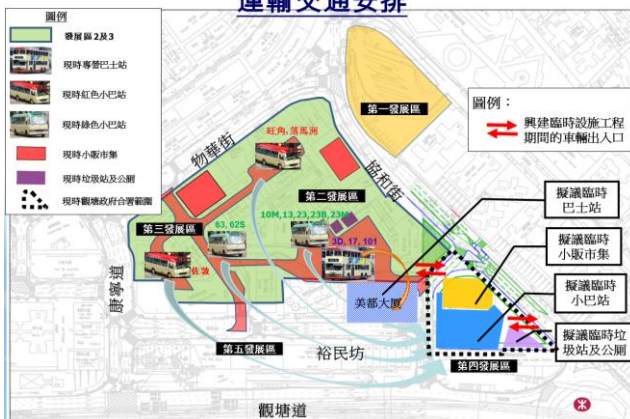 運輸交通安排
圖例
發展區2及3
現時專營巴士站
現時紅色小巴站
現時綠色小巴站
現時小販市集
現時垃圾站及公廁
現時觀塘政府合署範圍
第一發展區
圖例：
興建臨時設施工程
期間的車輛出入口
物華街
旺角,落馬洲
協和街
第二發展區
擬議臨時
巴士站
10M,13,23,23B,23M
第三發展區
63, 62S
3D, 17, 101
擬議臨時
小販市集
佐敦
康寧道
美都大厦
擬議臨時
小巴站
擬議臨時垃
圾站及公厠
第五發展區
裕民坊
第四發展區
觀塘道